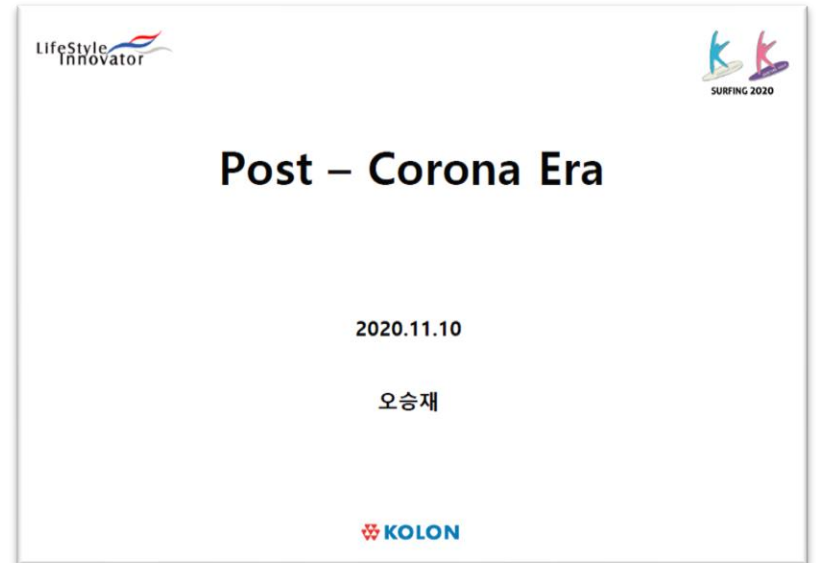 LifeStyle
Innovator
SURFING 2020
Post – Corona Era
2020.11.10
오승재
KOLON